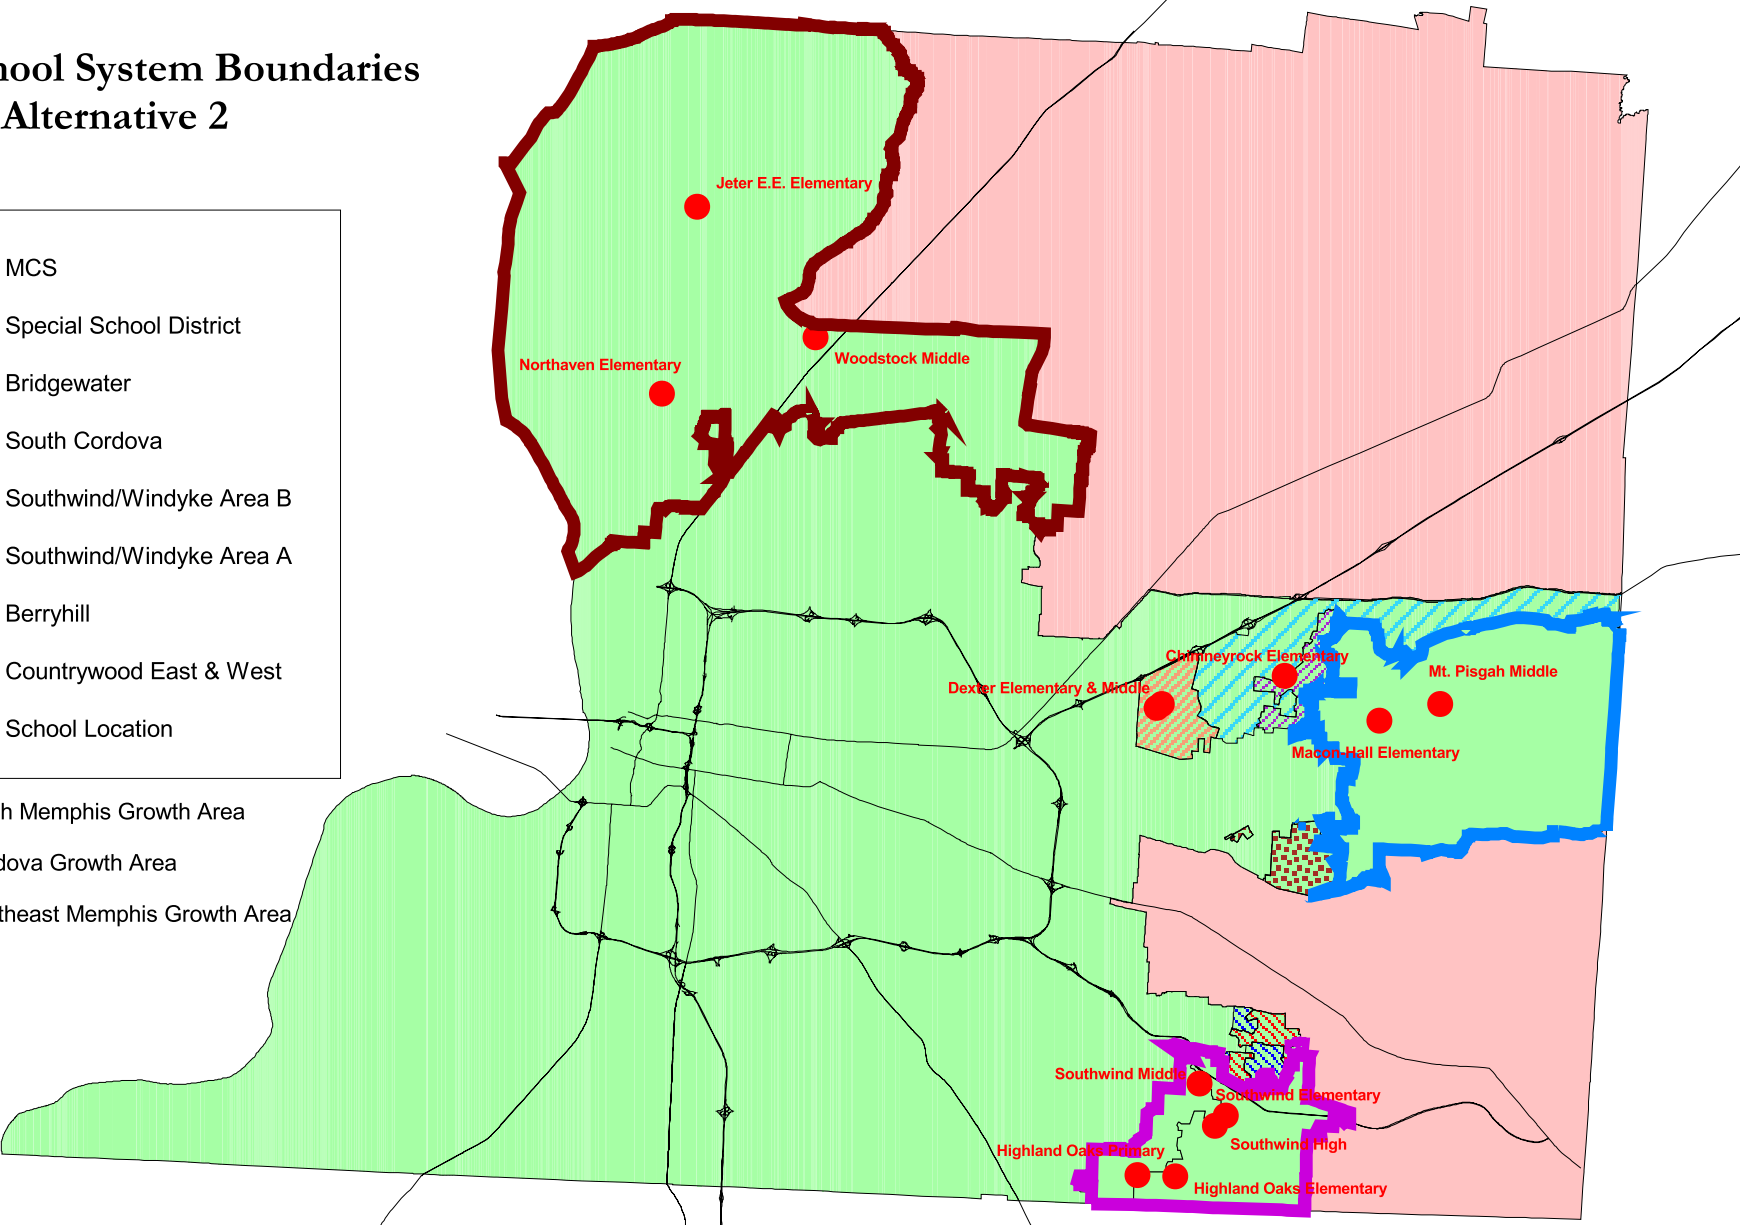 hool System Boundaries
Alternative 2
MCS
Special School District
Bridgewater
South Cordova
Southwind/Windyke Area B
Southwind/Windyke Area A
Berryhill
Countrywood East & West
School Location
h Memphis Growth Area
dova Growth Area
theast Memphis Growth Area
Jeter E.E. Elementary
Woodstock Middle
Northaven Elementary
Chimneyrock Elementary
Mt. Pisgah Middle
Dexter Elementary & Middle
Macon-Hall Elementary
Southwind Middle
Southwind Elementary
Southwind High
Highland Oaks Primary
Highland Oaks Elementary